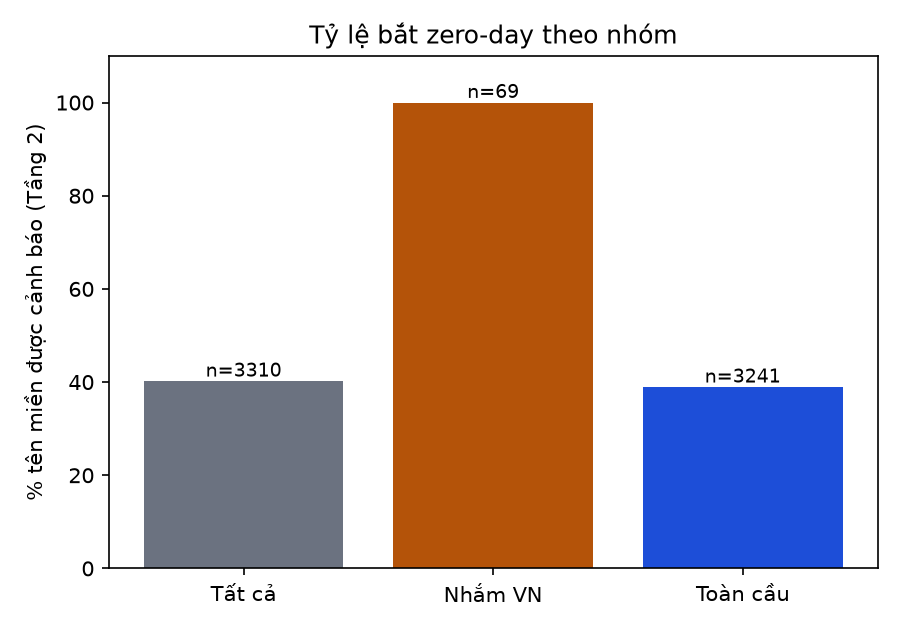 Tỷ lệ bắt zero-day theo nhóm
% tên miền được cảnh báo (Tầng 2)
100
80
60
40
20
0
n=3310
n=69
n=3241
Tất cả
Nhắm VN
Toàn cầu